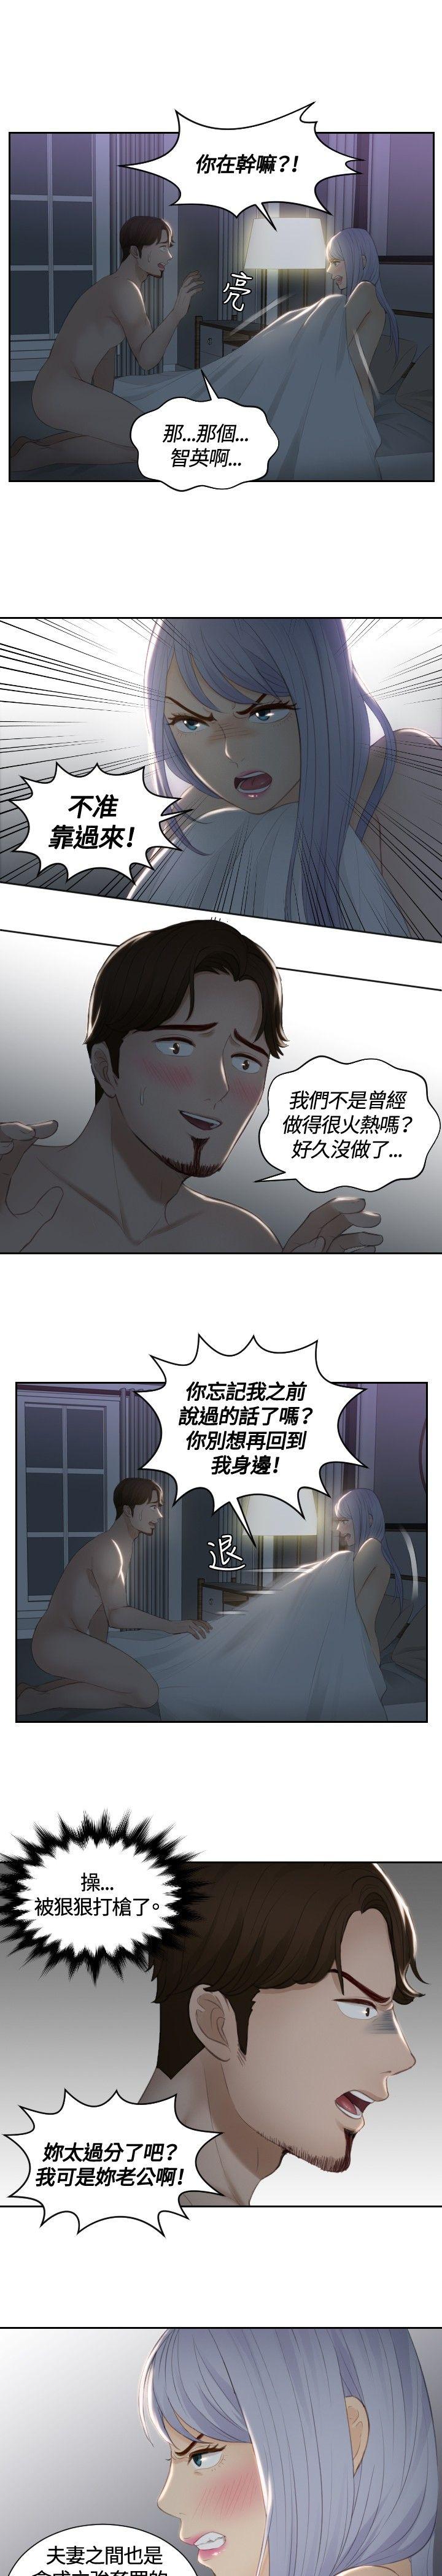 你在幹嘛?!
亮
那...那個...
智英啊...
不准
靠過來!
我們不是曾經
做得很火熱嗎?
好久沒做了...
你忘記我之前
說過的話了嗎?
你別想再回到
我身邊!
退
操...
被狠狠打槍了。
妳太過分了吧?
我可是妳老公啊!
夫妻之間也是